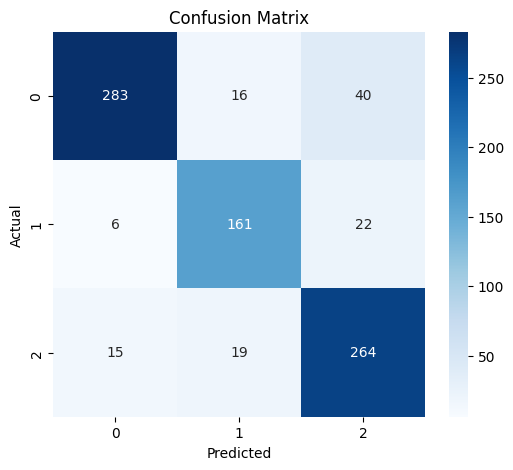 Confusion Matrix
0 283 16 40
1 6 161 22
2 15 19 264
0 1 2
Actual
Predicted
250
200
150
100
50